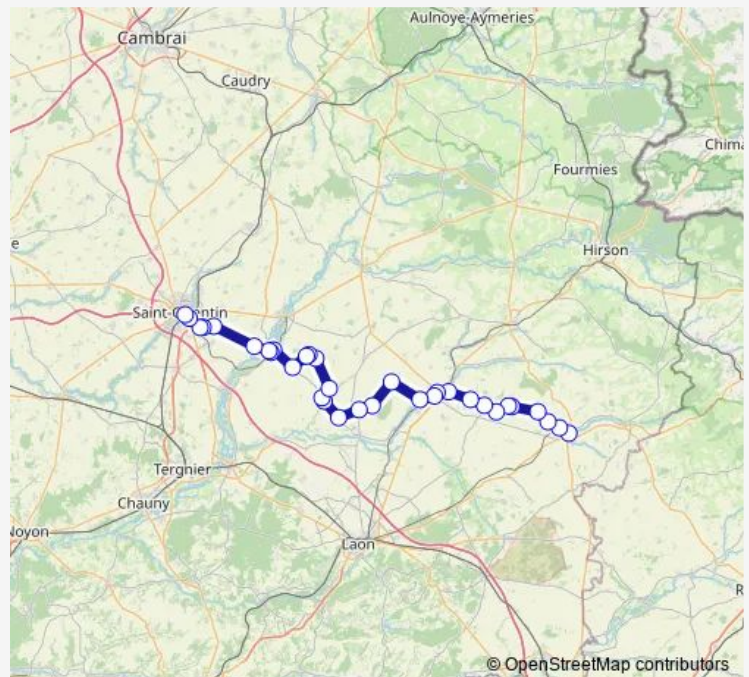 Aulnoye-Aymeries
Cambrai
Caudry
Chima
Fourmies
e
Hirson
Saint-Quentin
Tergnier
Chauny
Noyon
Laon
R
© OpenStreetMap contributors